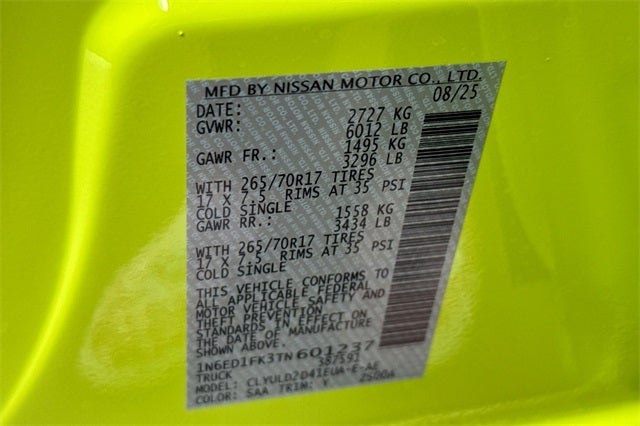 MFD BY NISSAN MOTOR CO., LTD.
DATE: 08/25
GVWR: 2727 KG
6012 LB
GAWR FR.: 1495 KG
3296 LB
WITH 265/70R17 TIRES
17 X 7.5 RIMS AT 35 PSI
COLD SINGLE
GAWR RR.: 1558 KG
3434 LB
WITH 265/70R17 TIRES
17 X 7.5 RIMS AT 35 PSI
COLD SINGLE
THIS VEHICLE CONFORMS TO
ALL APPLICABLE FEDERAL
MOTOR VEHICLE SAFETY AND
THEFT PREVENTION
STANDARDS IN EFFECT ON
THE DATE OF MANUFACTURE
SHOWN ABOVE.
1N6ED1FK3TN601237
TRUCK 387591
MODEL: CLYULD2D41EUA-E-AE
COLOR: SAA TRIM: Y